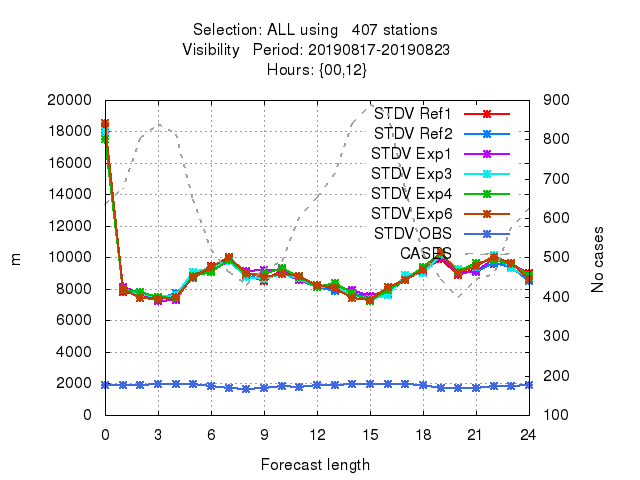 Selection: ALL using 407 stations
Visibility Period: 20190817-20190823
Hours: {00,12}
20000
18000
16000
14000
12000
10000
8000
6000
4000
2000
0
m
900
800
700
600
500
400
300
200
100
No cases
STDV Ref1
STDV Ref2
STDV Exp1
STDV Exp3
STDV Exp4
STDV Exp6
STDV OBS
CASES
0 3 6 9 12 15 18 21 24
Forecast length